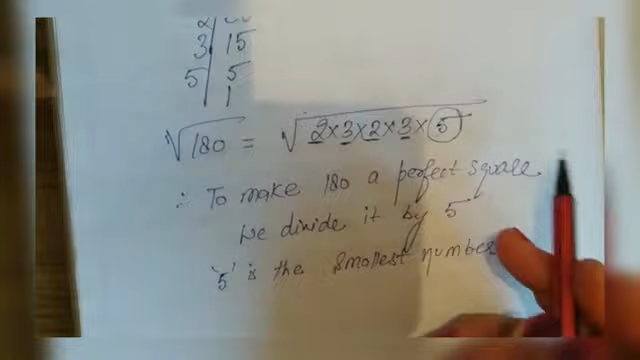 3 | 15
5 | 5
1
√180 = √2×3×2×3×5
∴ To make 180 a perfect square
We divide it by 5
'5' is the smallest number